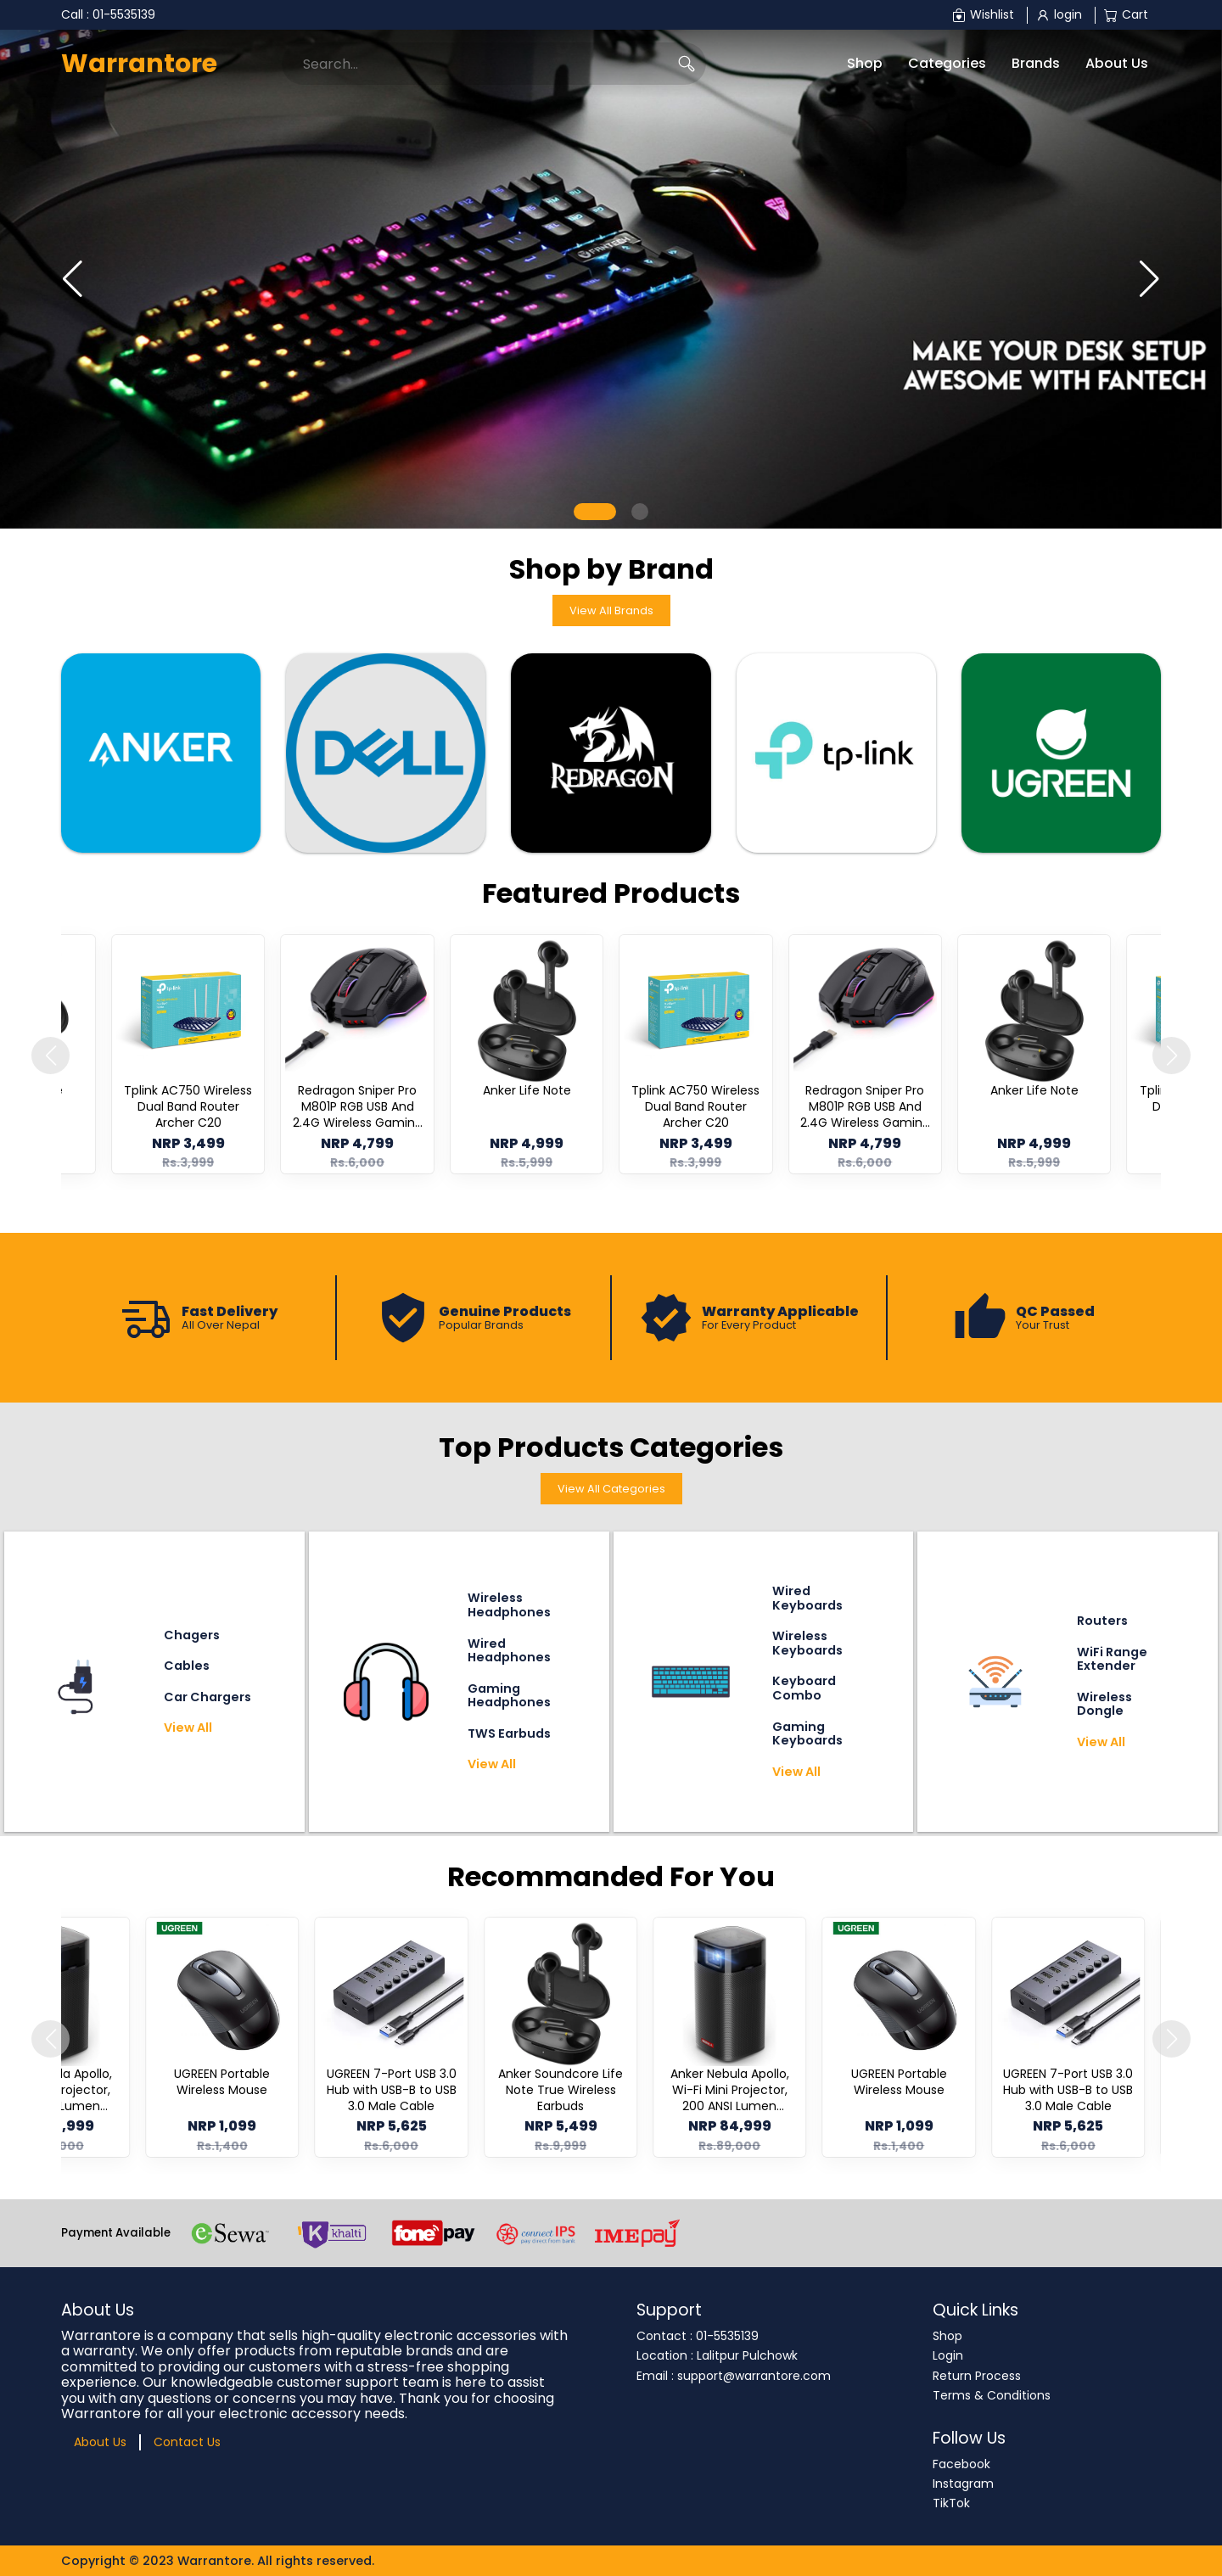 Call : 01-5535139
Wishlist
login
Cart
Warrantore
Search...
Shop
Categories
Brands
About Us
FANTECH
MAKE YOUR DESK SETUP
AWESOME WITH FANTECH
Shop by Brand
View All Brands
ANKER
DELL
REDRAGON
tp-link
UGREEN
Featured Products
Tplink AC750 Wireless
Dual Band Router
Archer C20
NRP 3,499
Rs.3,999
Redragon Sniper Pro
M801P RGB USB And
2.4G Wireless Gamin...
NRP 4,799
Rs.6,000
Anker Life Note
NRP 4,999
Rs.5,999
Tplink AC750 Wireless
Dual Band Router
Archer C20
NRP 3,499
Rs.3,999
Redragon Sniper Pro
M801P RGB USB And
2.4G Wireless Gamin...
NRP 4,799
Rs.6,000
Anker Life Note
NRP 4,999
Rs.5,999
Fast Delivery
All Over Nepal
Genuine Products
Popular Brands
Warranty Applicable
For Every Product
QC Passed
Your Trust
Top Products Categories
View All Categories
Chagers
Cables
Car Chargers
View All
Wireless
Headphones
Wired
Headphones
Gaming
Headphones
TWS Earbuds
View All
Wired
Keyboards
Wireless
Keyboards
Keyboard
Combo
Gaming
Keyboards
View All
Routers
WiFi Range
Extender
Wireless
Dongle
View All
Recommanded For You
la Apollo,
rojector,
Lumen...
,999
000
UGREEN
UGREEN Portable
Wireless Mouse
NRP 1,099
Rs.1,400
UGREEN 7-Port USB 3.0
Hub with USB-B to USB
3.0 Male Cable
NRP 5,625
Rs.6,000
Anker Soundcore Life
Note True Wireless
Earbuds
NRP 5,499
Rs.9,999
Anker Nebula Apollo,
Wi-Fi Mini Projector,
200 ANSI Lumen...
NRP 84,999
Rs.89,000
UGREEN
UGREEN Portable
Wireless Mouse
NRP 1,099
Rs.1,400
UGREEN 7-Port USB 3.0
Hub with USB-B to USB
3.0 Male Cable
NRP 5,625
Rs.6,000
Payment Available
eSewa
khalti
fonepay
connectIPS
pay direct from bank
IMEpay
About Us
Warrantore is a company that sells high-quality electronic accessories with
a warranty. We only offer products from reputable brands and are
committed to providing our customers with a stress-free shopping
experience. Our knowledgeable customer support team is here to assist
you with any questions or concerns you may have. Thank you for choosing
Warrantore for all your electronic accessory needs.
About Us
Contact Us
Support
Contact : 01-5535139
Location : Lalitpur Pulchowk
Email : support@warrantore.com
Quick Links
Shop
Login
Return Process
Terms & Conditions
Follow Us
Facebook
Instagram
TikTok
Copyright © 2023 Warrantore. All rights reserved.